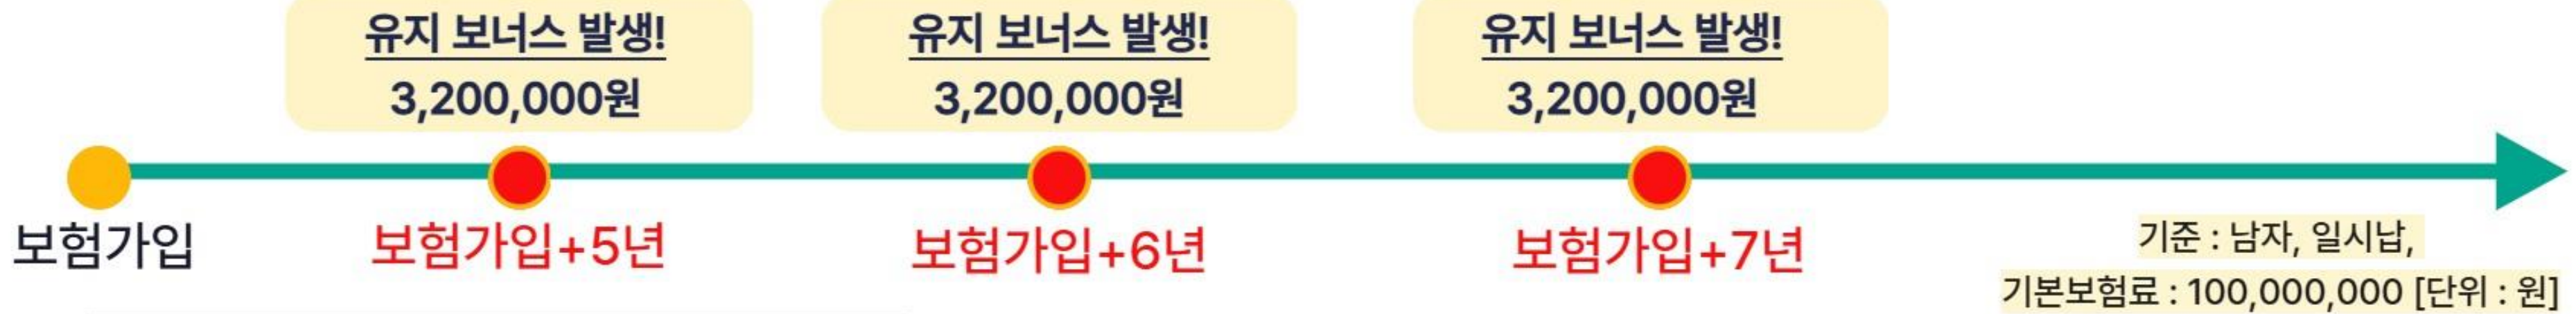 유지 보너스 발생!
3,200,000원
유지 보너스 발생!
3,200,000원
유지 보너스 발생!
3,200,000원
보험가입
보험가입+5년
보험가입+6년
보험가입+7년
기준 : 남자, 일시납,
기본보험료 : 100,000,000 [단위 : 원]